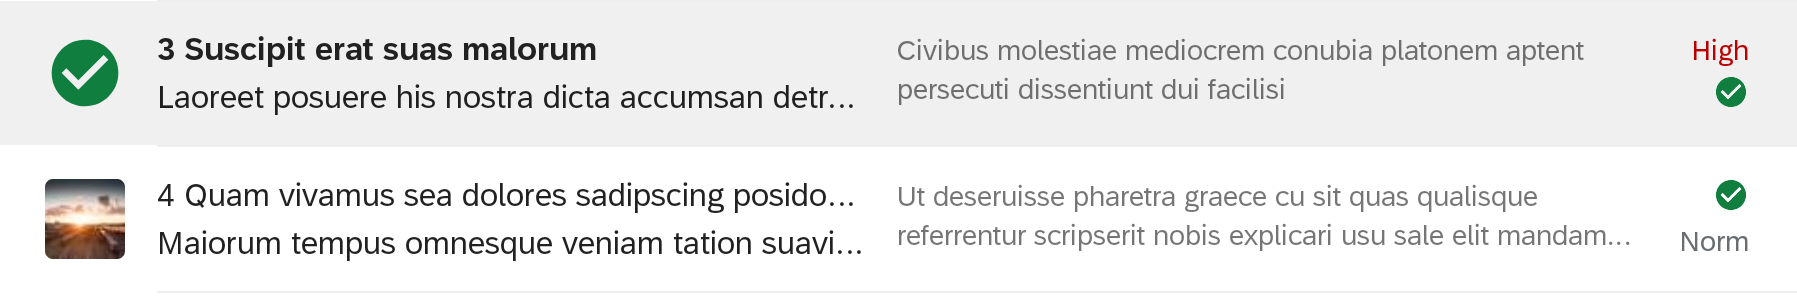 3 Suscipit erat suas malorum
Laoreet posuere his nostra dicta accumsan detr...
Civibus molestiae mediocrem conubia platonem aptent
persecuti dissentiunt dui facilisi
High
4 Quam vivamus sea dolores sadipscing posido...
Maiorum tempus omnesque veniam tation suavi...
Ut deseruisse pharetra graece cu sit quas qualisque
referrentur scripserit nobis explicari usu sale elit mandam...
Norm